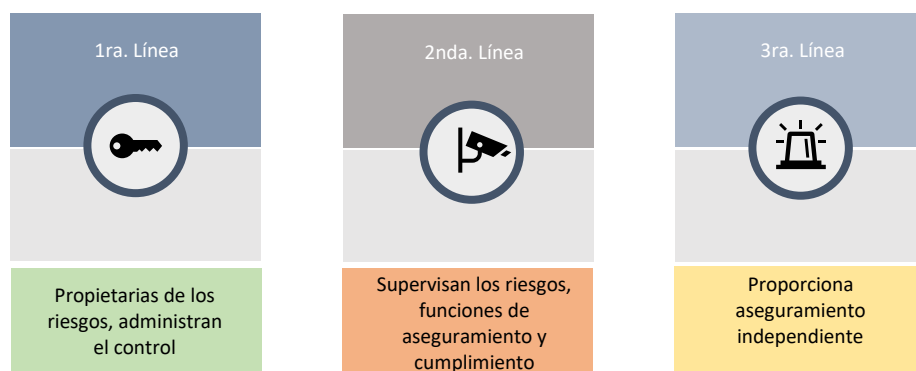 1ra. Línea
Propietarias de los
riesgos, administran
el control
2nda. Línea
Supervisan los riesgos,
funciones de
aseguramiento y
cumplimiento
3ra. Línea
Proporciona
aseguramiento
independiente